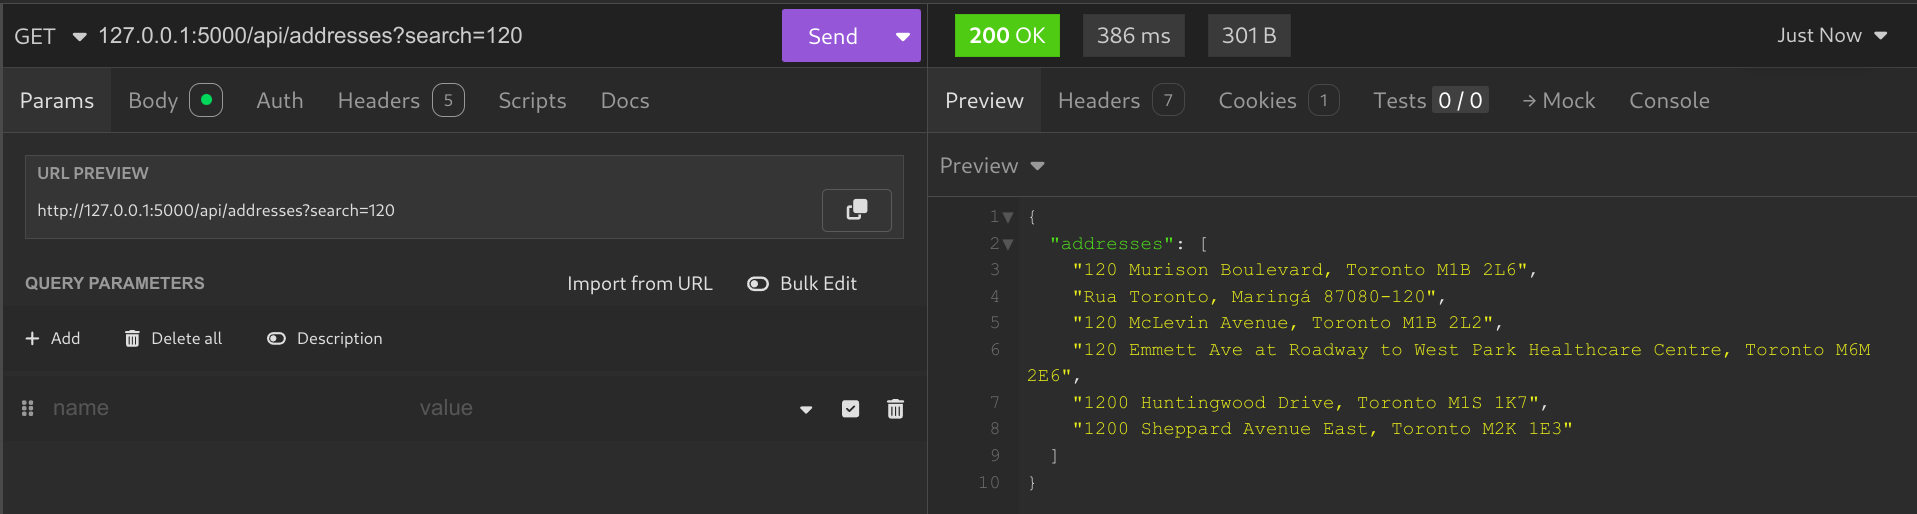 GET 127.0.0.1:5000/api/addresses?search=120 Send
200 OK 386 ms 301 B Just Now
Params Body Auth Headers 5 Scripts Docs
Preview Headers 7 Cookies 1 Tests 0 / 0 → Mock Console
URL PREVIEW
http://127.0.0.1:5000/api/addresses?search=120
QUERY PARAMETERS Import from URL Bulk Edit
+ Add Delete all Description
name value
Preview
1 {
2 "addresses": [
3 "120 Murison Boulevard, Toronto M1B 2L6",
4 "Rua Toronto, Maringá 87080-120",
5 "120 McLevin Avenue, Toronto M1B 2L2",
6 "120 Emmett Ave at Roadway to West Park Healthcare Centre, Toronto M6M
2E6",
7 "1200 Huntingwood Drive, Toronto M1S 1K7",
8 "1200 Sheppard Avenue East, Toronto M2K 1E3"
9 ]
10 }